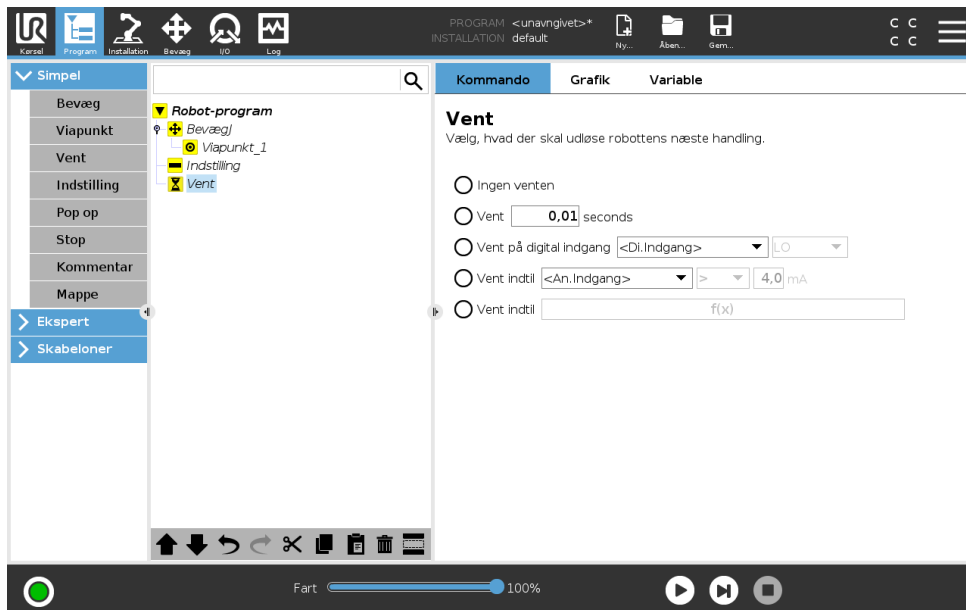 PROGRAM <unavngivet>*
INSTALLATION default
Kørsel Program Installation Bevæg I/O Log Ny... Åben... Gem...
C C
C C
Simpel
Bevæg
Viapunkt
Vent
Indstilling
Pop op
Stop
Kommentar
Mappe
Ekspert
Skabeloner
Robot-program
BevægJ
Viapunkt_1
Indstilling
Vent
Kommando Grafik Variable
Vent
Vælg, hvad der skal udløse robottens næste handling.
Ingen venten
Vent 0,01 seconds
Vent på digital indgang <Di.Indgang> LO
Vent indtil <An.Indgang> > 4,0 mA
Vent indtil f(x)
Fart 100%